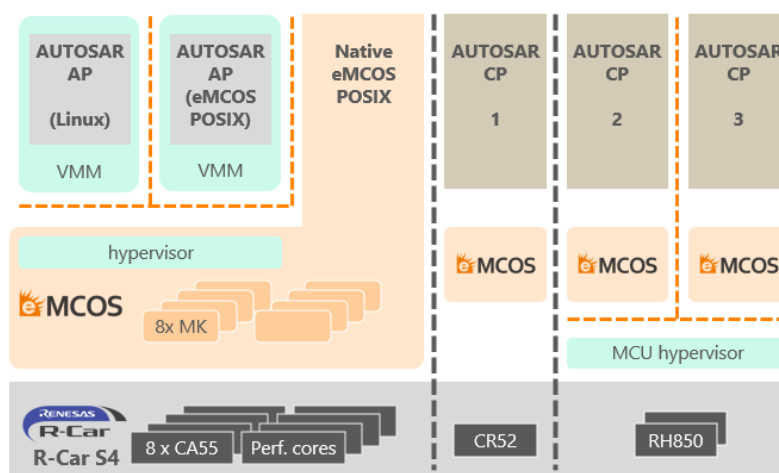 AUTOSAR
AP
(Linux)
VMM
AUTOSAR
AP
(eMCOS
POSIX)
VMM
Native
eMCOS
POSIX
AUTOSAR
CP
1
AUTOSAR
CP
2
AUTOSAR
CP
3
hypervisor
eMCOS
8x MK
eMCOS
eMCOS
eMCOS
MCU hypervisor
RENESAS
R-Car
R-Car S4
8 x CA55
Perf. cores
CR52
RH850